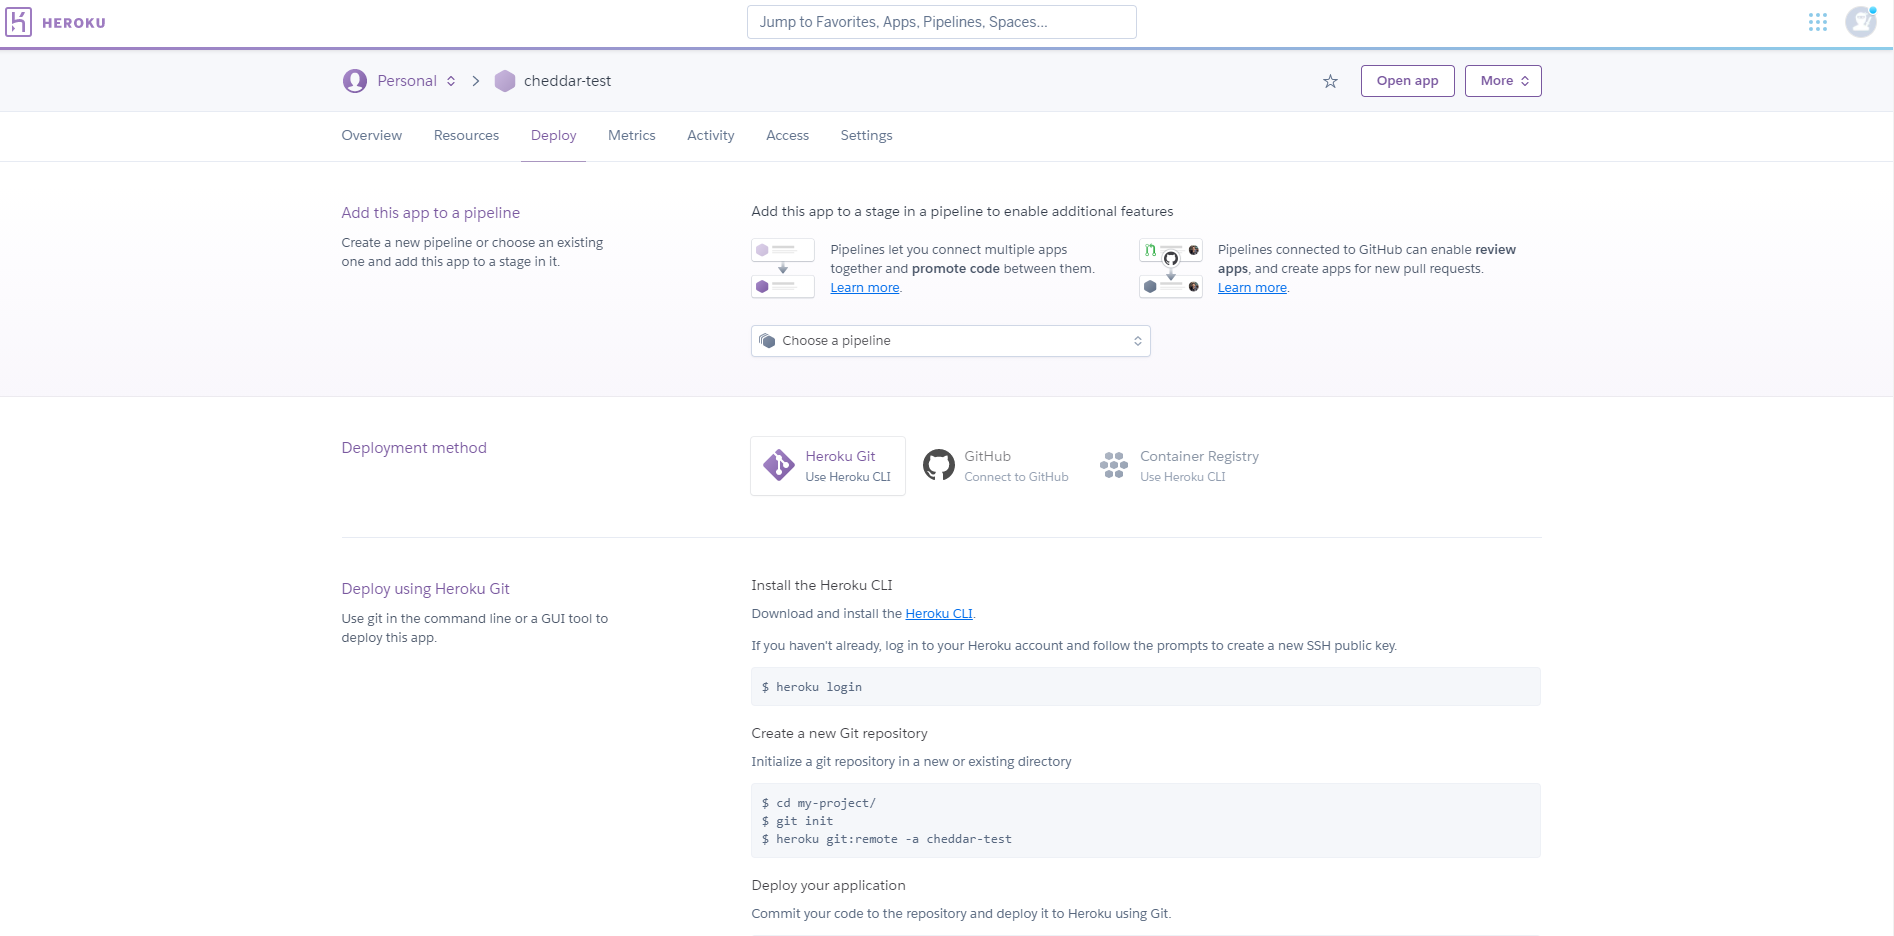 HEROKU
Jump to Favorites, Apps, Pipelines, Spaces...
Personal
cheddar-test
Open app
More
Overview
Resources
Deploy
Metrics
Activity
Access
Settings
Add this app to a pipeline
Create a new pipeline or choose an existing
one and add this app to a stage in it.
Add this app to a stage in a pipeline to enable additional features
Pipelines let you connect multiple apps
together and promote code between them.
Learn more.
Pipelines connected to GitHub can enable review
apps, and create apps for new pull requests.
Learn more.
Choose a pipeline
Deployment method
Heroku Git
Use Heroku CLI
GitHub
Connect to GitHub
Container Registry
Use Heroku CLI
Deploy using Heroku Git
Use git in the command line or a GUI tool to
deploy this app.
Install the Heroku CLI
Download and install the Heroku CLI.
If you haven't already, log in to your Heroku account and follow the prompts to create a new SSH public key.
$ heroku login
Create a new Git repository
Initialize a git repository in a new or existing directory
$ cd my-project/
$ git init
$ heroku git:remote -a cheddar-test
Deploy your application
Commit your code to the repository and deploy it to Heroku using Git.